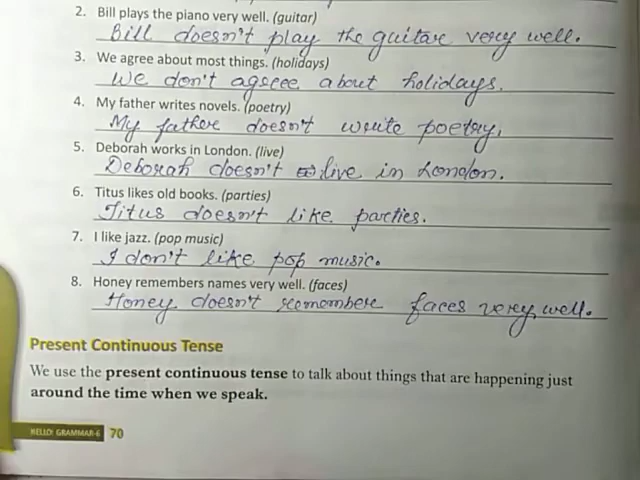 2. Bill plays the piano very well. (guitar)
Bill doesn't play the guitar very well.
3. We agree about most things. (holidays)
We don't agree about holidays.
4. My father writes novels. (poetry)
My father doesn't write poetry.
5. Deborah works in London. (live)
Deborah doesn't live in London.
6. Titus likes old books. (parties)
Titus doesn't like parties.
7. I like jazz. (pop music)
I don't like pop music.
8. Honey remembers names very well. (faces)
Honey doesn't remember faces very well.
Present Continuous Tense
We use the present continuous tense to talk about things that are happening just
around the time when we speak.
HELLO! GRAMMAR-6 70